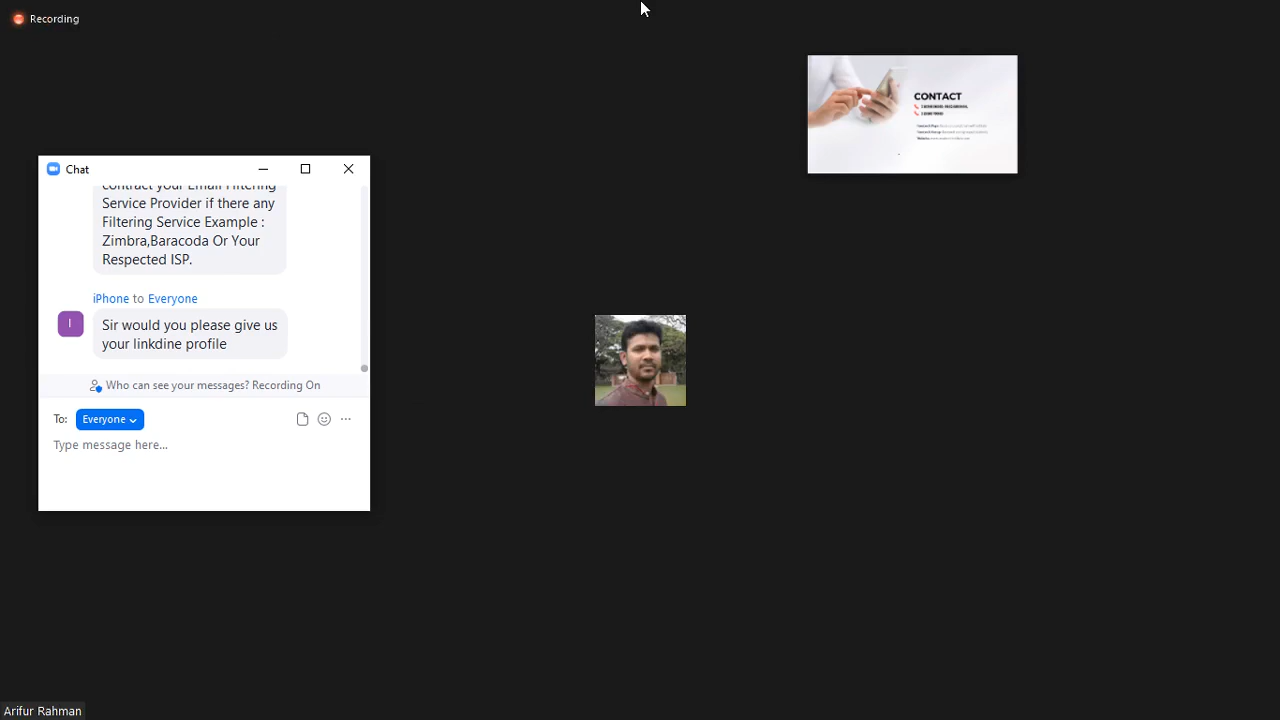 Recording
CONTACT
Chat
contract your Email Filtering
Service Provider if there any
Filtering Service Example :
Zimbra,Baracoda Or Your
Respected ISP.
iPhone to Everyone
I
Sir would you please give us
your linkdine profile
Who can see your messages? Recording On
To: Everyone
Type message here...
Arifur Rahman